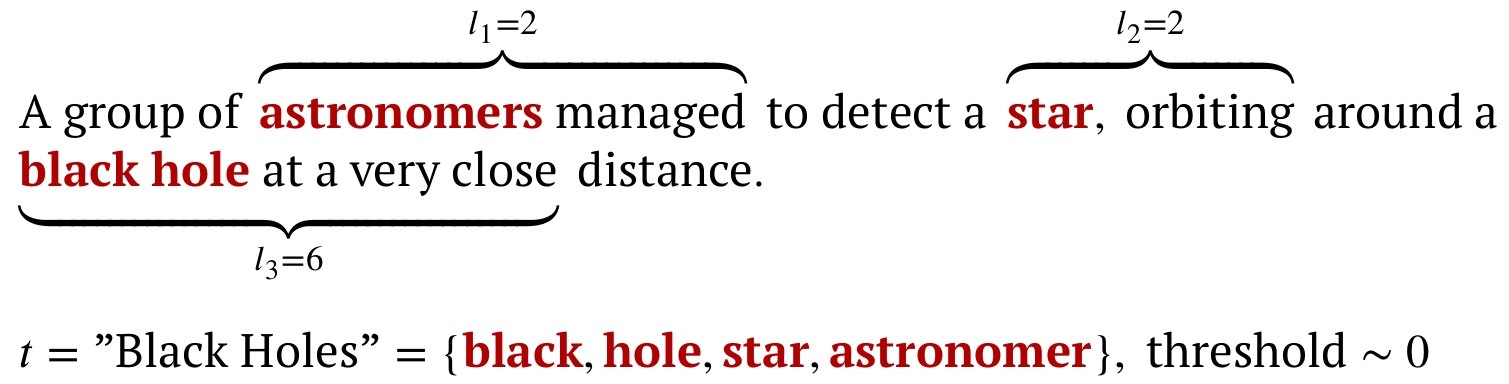 l₁=2 l₂=2
A group of astronomers managed to detect a star, orbiting around a
black hole at a very close distance.
l₃=6
t = ”Black Holes” = {black, hole, star, astronomer}, threshold ∼ 0